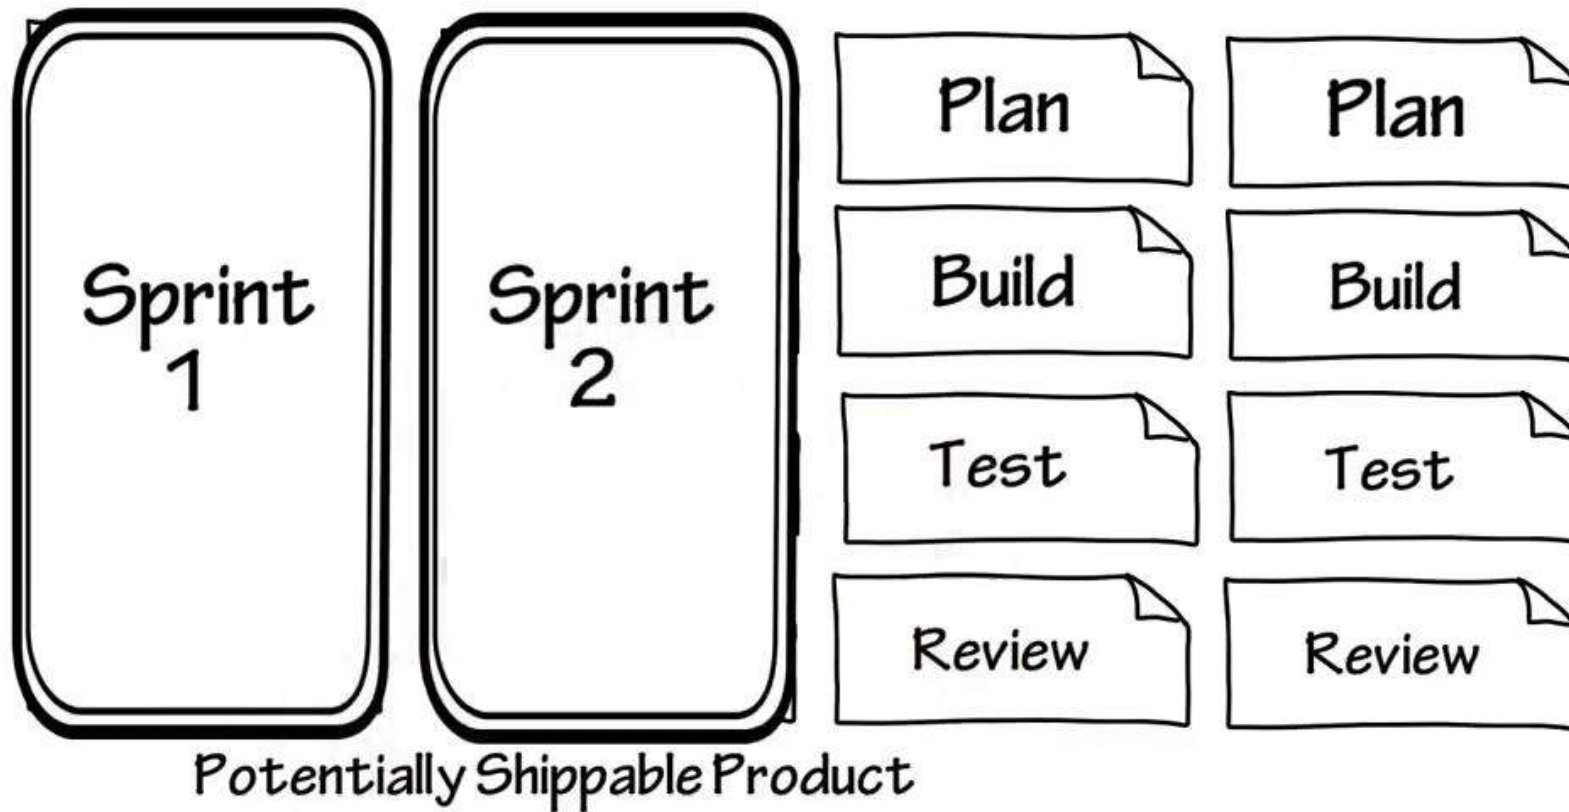 Sprint
1
Sprint
2
Plan
Build
Test
Review
Plan
Build
Test
Review
Potentially Shippable Product